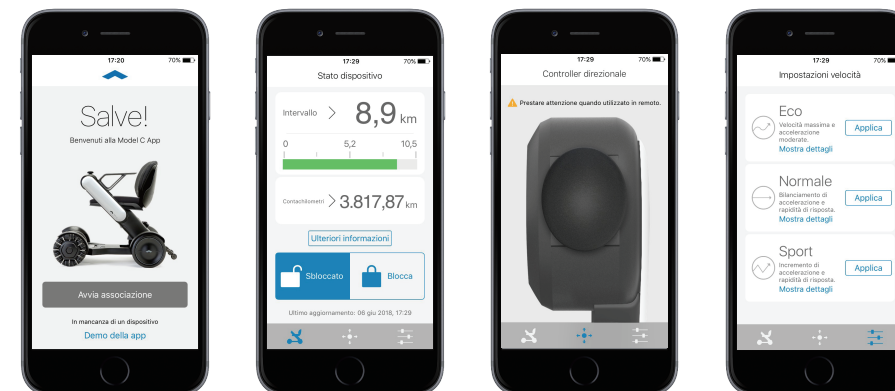 17:20 70%
Salve!
Benvenuti alla Model C App
Avvia associazione
In mancanza di un dispositivo
Demo della app
17:29 70%
Stato dispositivo
Intervallo > 8,9 km
0 5,2 10,5
Contachilometri > 3.817,87 km
Ulteriori informazioni
Sbloccato Blocca
Ultimo aggiornamento: 06 giu 2018, 17:29
17:29 70%
Controller direzionale
Prestare attenzione quando utilizzato in remoto.
17:29 70%
Impostazioni velocità
Eco
Velocità massima e
accelerazione
moderate.
Mostra dettagli
Applica
Normale
Bilanciamento di
accelerazione e
rapidità di risposta.
Mostra dettagli
Applica
Sport
Incremento di
accelerazione e
rapidità di risposta.
Mostra dettagli
Applica